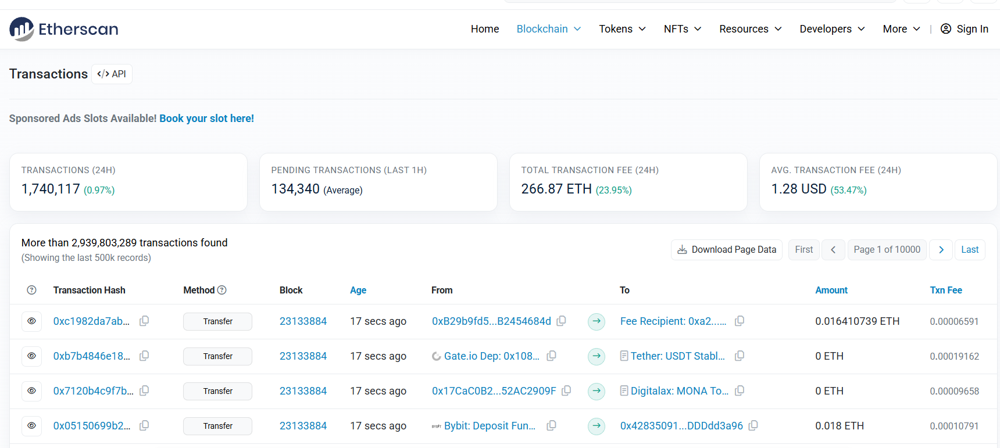 Etherscan
Home Blockchain Tokens NFTs Resources Developers More | Sign In
Transactions </> API
Sponsored Ads Slots Available! Book your slot here!
TRANSACTIONS (24H)
1,740,117 (0.97%)
PENDING TRANSACTIONS (LAST 1H)
134,340 (Average)
TOTAL TRANSACTION FEE (24H)
266.87 ETH (23.95%)
AVG. TRANSACTION FEE (24H)
1.28 USD (53.47%)
More than 2,939,803,289 transactions found
(Showing the last 500k records)
Download Page Data First < Page 1 of 10000 > Last
? Transaction Hash Method ? Block Age From To Amount Txn Fee
0xc1982da7ab... Transfer 23133884 17 secs ago 0xB29b9fd5...B2454684d Fee Recipient: 0xa2...... 0.016410739 ETH 0.00006591
0xb7b4846e18... Transfer 23133884 17 secs ago Gate.io Dep: 0x108... Tether: USDT Stabl... 0 ETH 0.00019162
0x7120b4c9f7b... Transfer 23133884 17 secs ago 0x17CaC0B2...52AC2909F Digitalax: MONA To... 0 ETH 0.00009658
0x05150699b2... Transfer 23133884 17 secs ago BYBIT Bybit: Deposit Fun... 0x42835091...DDDdd3a96 0.018 ETH 0.00010791